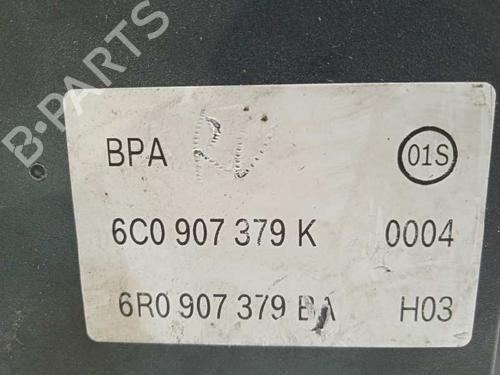 B-PARTS
BPA 01S
6C0 907 379 K 0004
6R0 907 379 BA H03